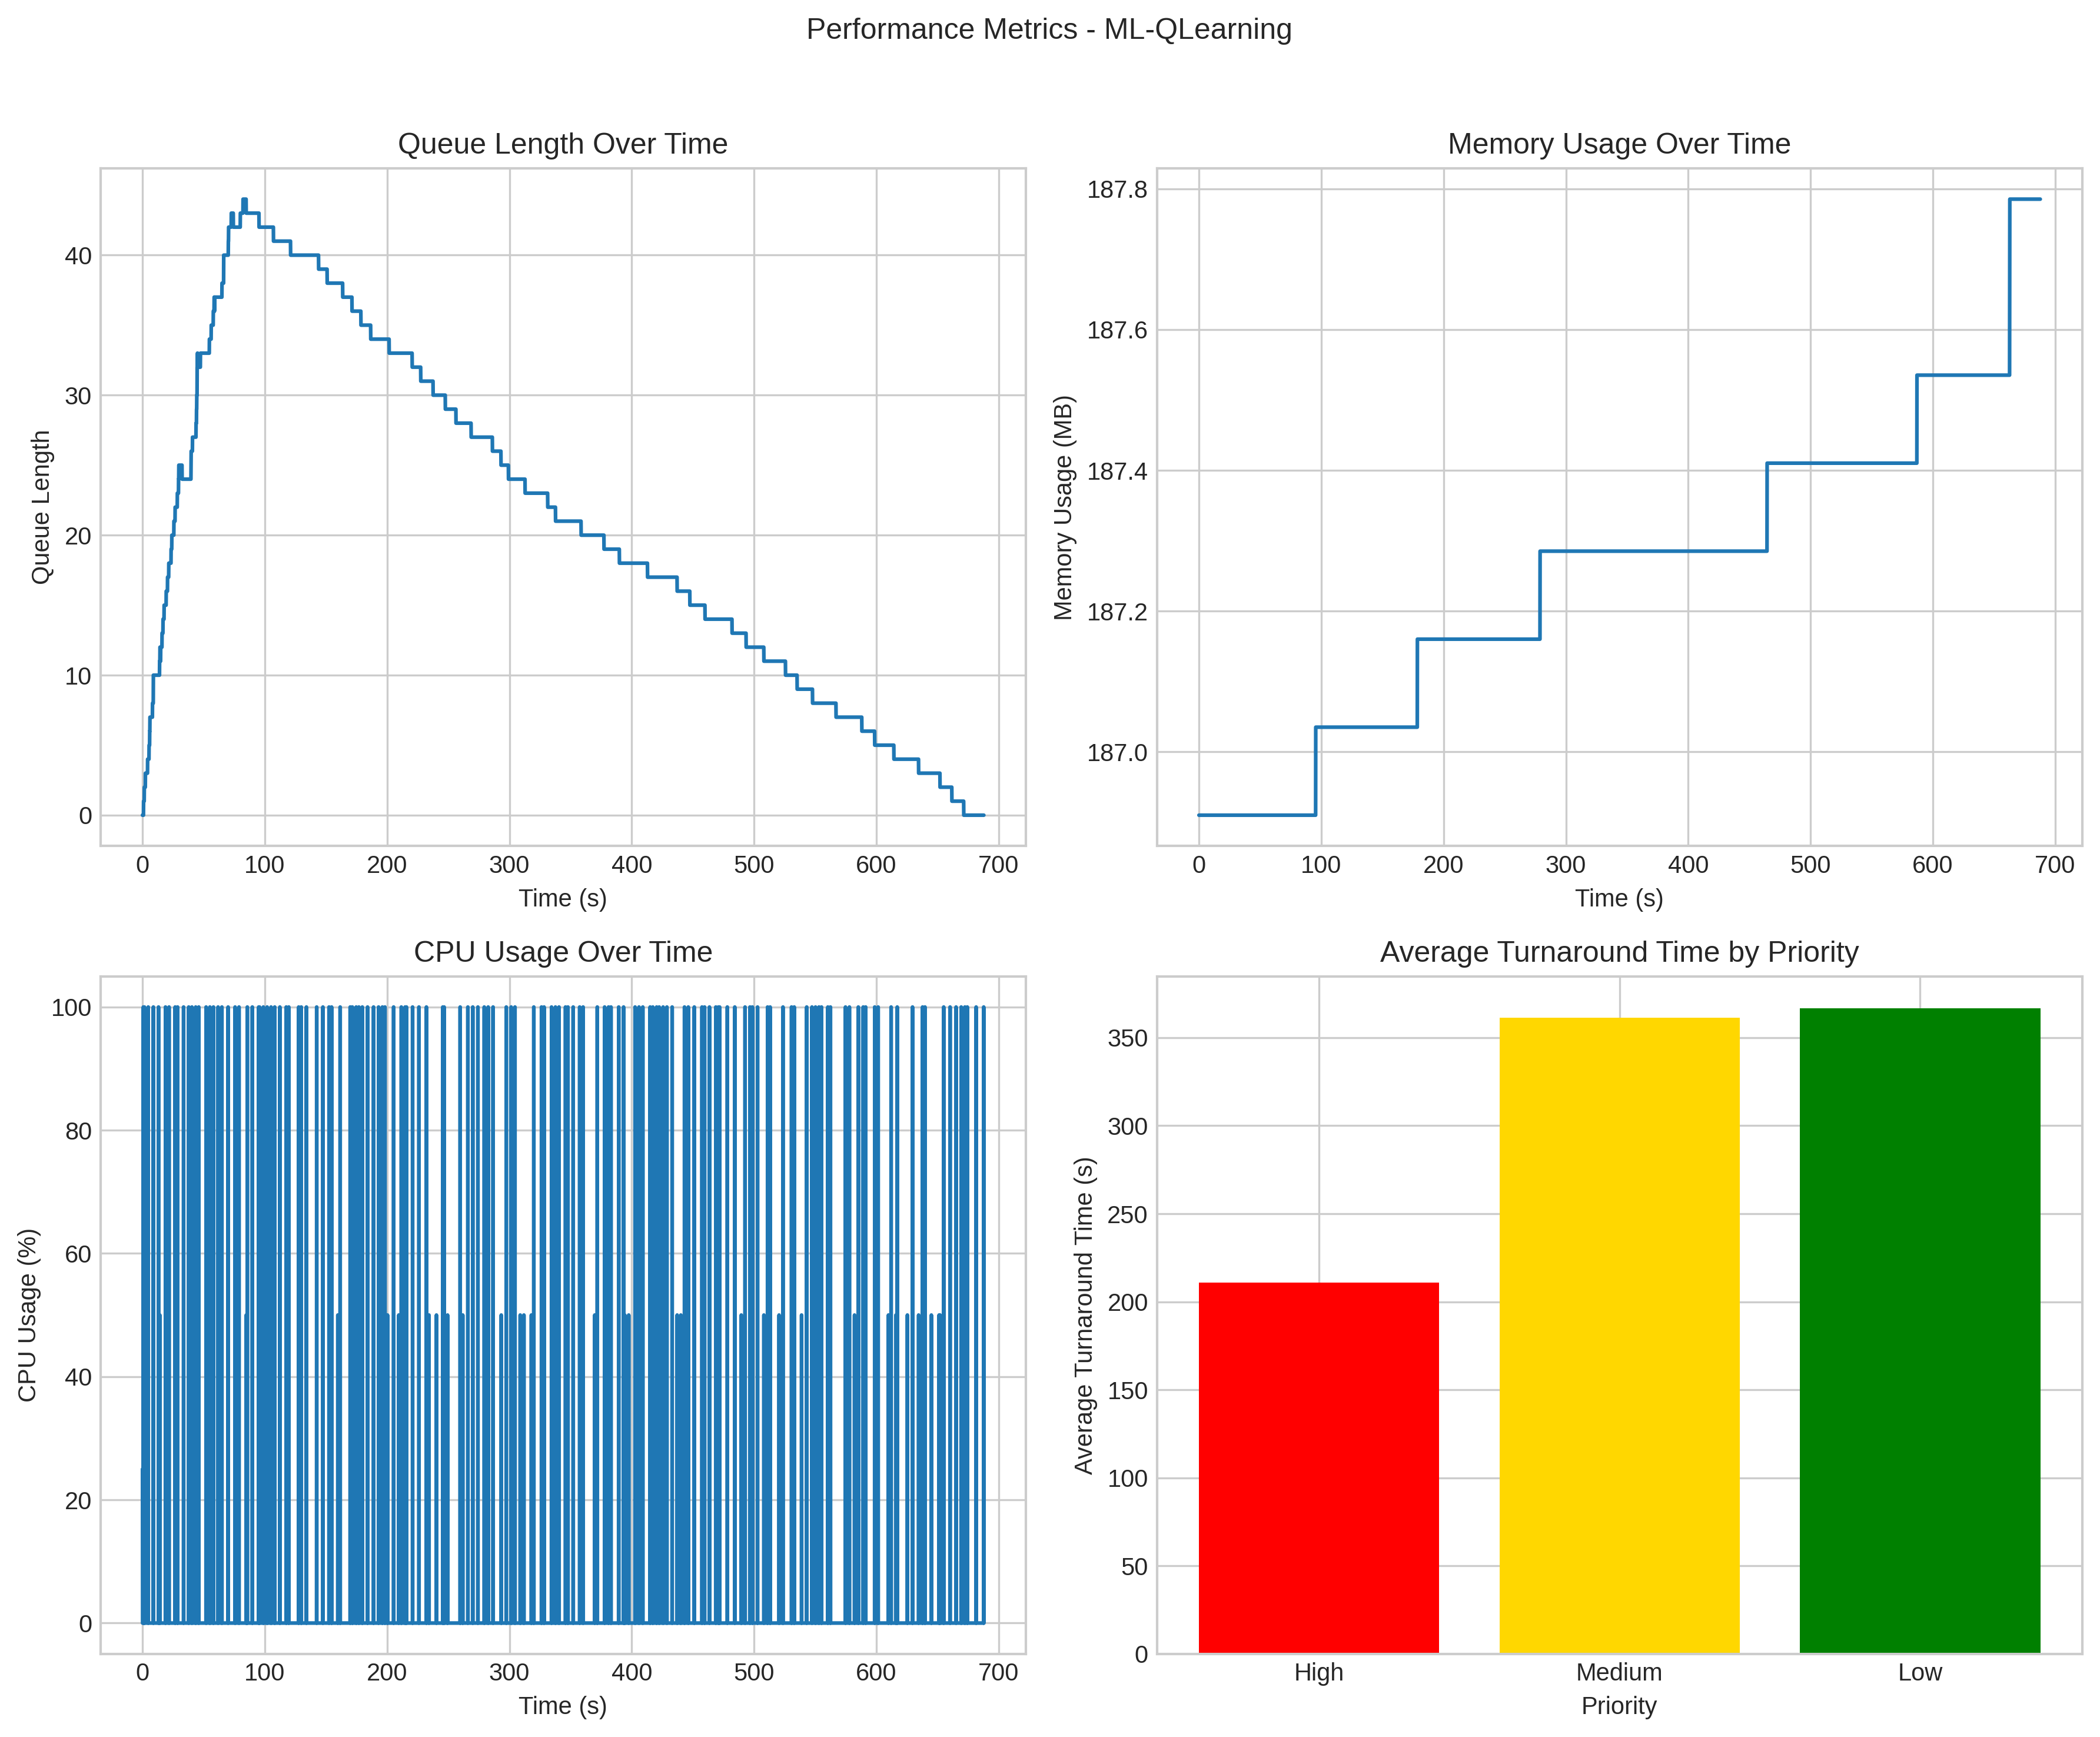 Performance Metrics - ML-QLearning
Queue Length Over Time
Queue Length
40
30
20
10
0
0 100 200 300 400 500 600 700
Time (s)
Memory Usage Over Time
Memory Usage (MB)
187.8
187.6
187.4
187.2
187.0
0 100 200 300 400 500 600 700
Time (s)
CPU Usage Over Time
CPU Usage (%)
100
80
60
40
20
0
0 100 200 300 400 500 600 700
Time (s)
Average Turnaround Time by Priority
Average Turnaround Time (s)
350
300
250
200
150
100
50
0
High Medium Low
Priority